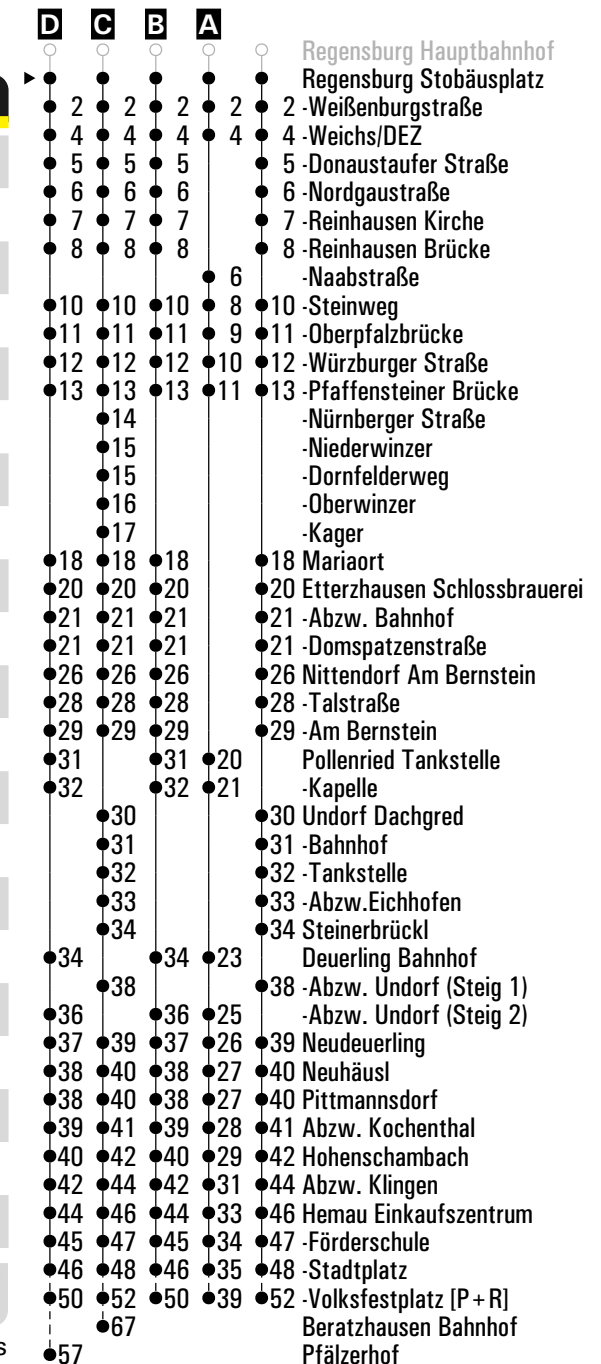 D C B A
Regensburg Hauptbahnhof
Regensburg Stobäusplatz
2 2 2 2 2 -Weißenburgstraße
4 4 4 4 4 -Weichs/DEZ
5 5 5 5 -Donaustaufer Straße
6 6 6 6 -Nordgaustraße
7 7 7 7 -Reinhausen Kirche
8 8 8 8 -Reinhausen Brücke
6 -Naabstraße
10 10 10 8 10 -Steinweg
11 11 11 9 11 -Oberpfalzbrücke
12 12 12 10 12 -Würzburger Straße
13 13 13 11 13 -Pfaffensteiner Brücke
14 -Nürnberger Straße
15 -Niederwinzer
15 -Dornfelderweg
16 -Oberwinzer
17 -Kager
18 18 18 18 Mariaort
20 20 20 20 Etterzhausen Schlossbrauerei
21 21 21 21 -Abzw. Bahnhof
21 21 21 21 -Domspatzenstraße
26 26 26 26 Nittendorf Am Bernstein
28 28 28 28 -Talstraße
29 29 29 29 -Am Bernstein
31 31 20 Pollenried Tankstelle
32 32 21 -Kapelle
30 30 Undorf Dachgred
31 31 -Bahnhof
32 32 -Tankstelle
33 33 -Abzw.Eichhofen
34 34 Steinerbrückl
34 34 23 Deuerling Bahnhof
38 38 -Abzw. Undorf (Steig 1)
36 36 25 -Abzw. Undorf (Steig 2)
37 39 37 26 39 Neudeuerling
38 40 38 27 40 Neuhäusl
38 40 38 27 40 Pittmannsdorf
39 41 39 28 41 Abzw. Kochenthal
40 42 40 29 42 Hohenschambach
42 44 42 31 44 Abzw. Klingen
44 46 44 33 46 Hemau Einkaufszentrum
45 47 45 34 47 -Förderschule
46 48 46 35 48 -Stadtplatz
50 52 50 39 52 -Volksfestplatz [P+R]
67 Beratzhausen Bahnhof
s 57 Pfälzerhof